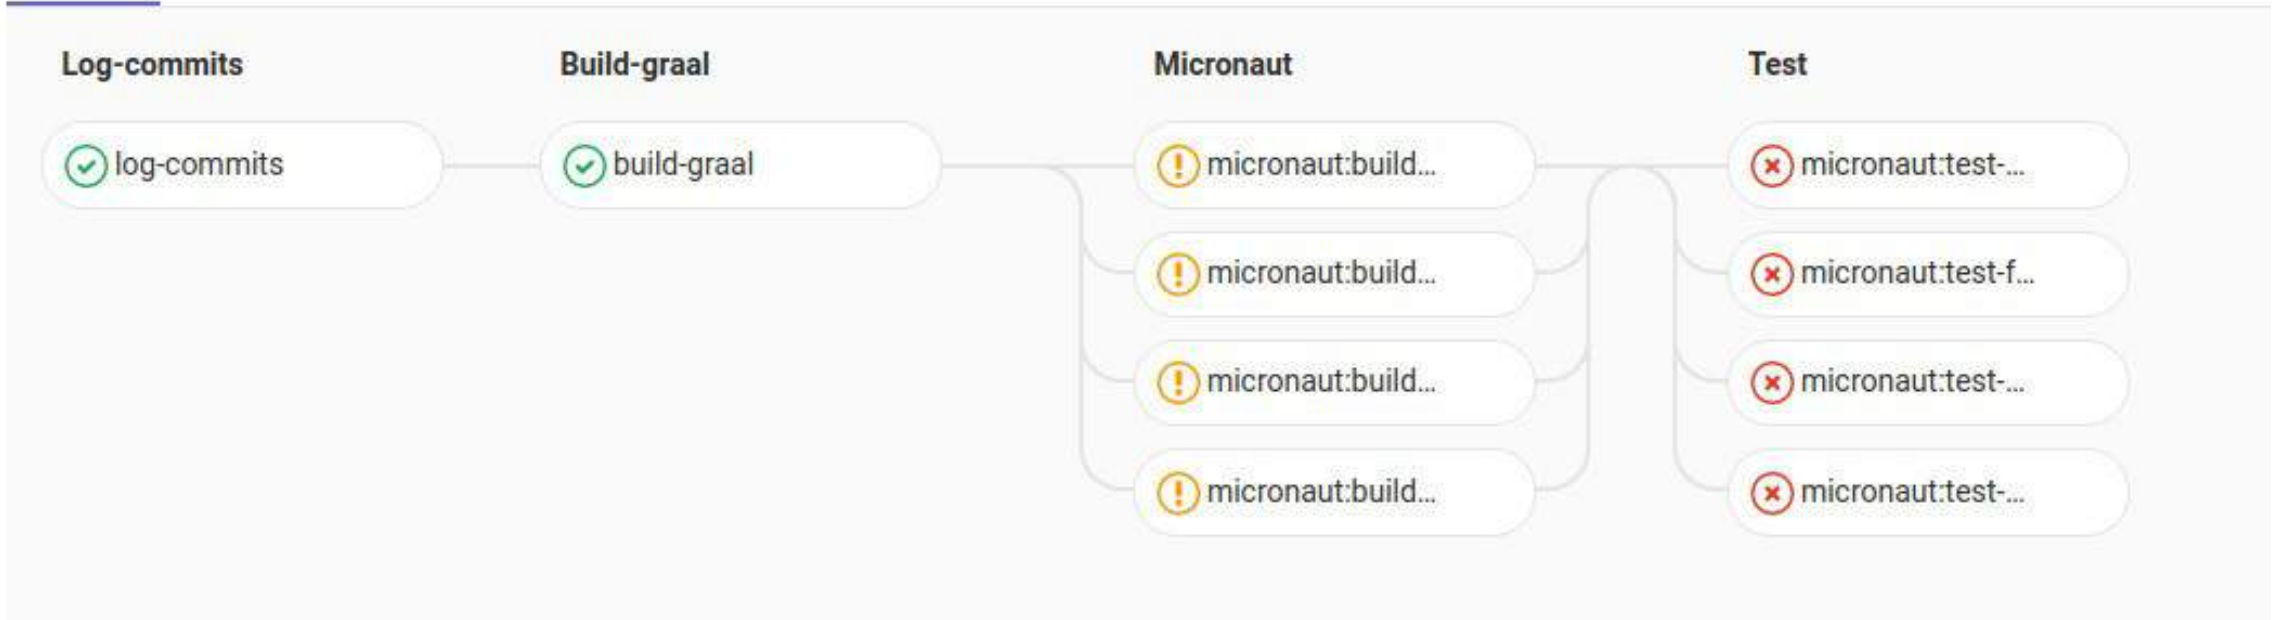 Log-commits
Build-graal
Micronaut
Test
log-commits
build-graal
micronaut:build...
micronaut:test-...
micronaut:build...
micronaut:test-f...
micronaut:build...
micronaut:test-...
micronaut:build...
micronaut:test-...